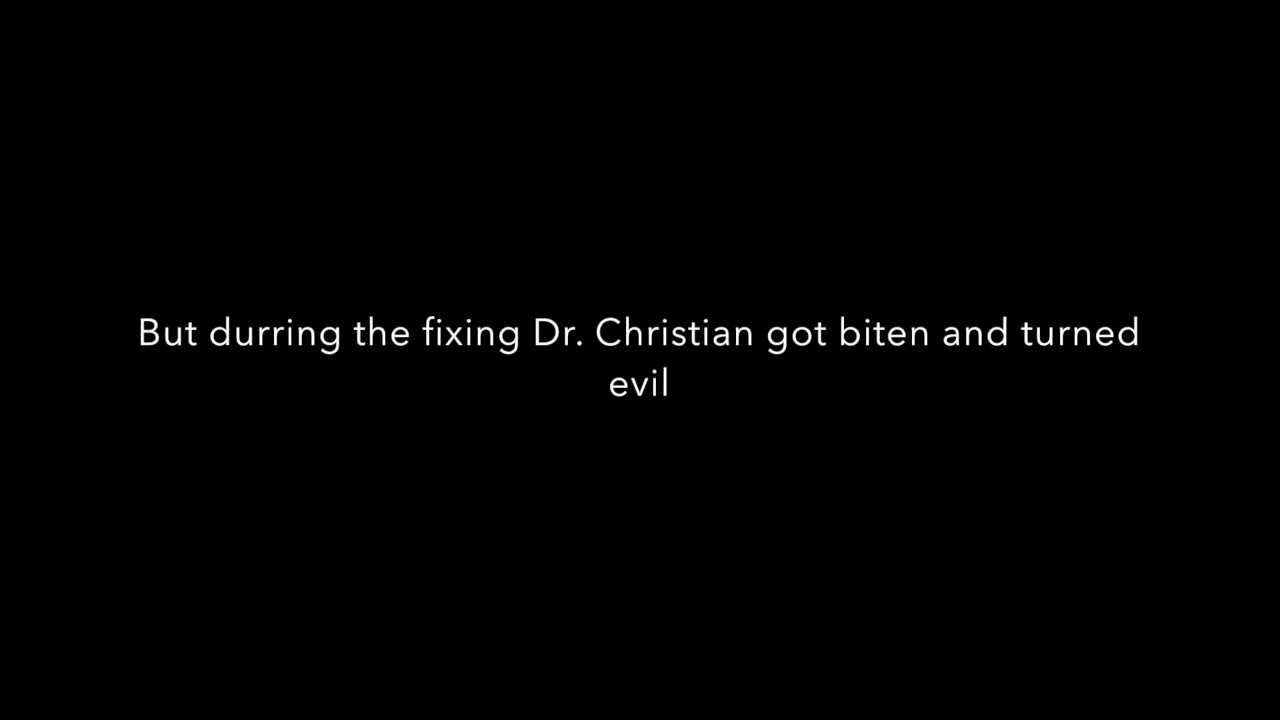 But durring the fixing Dr. Christian got biten and turned
evil